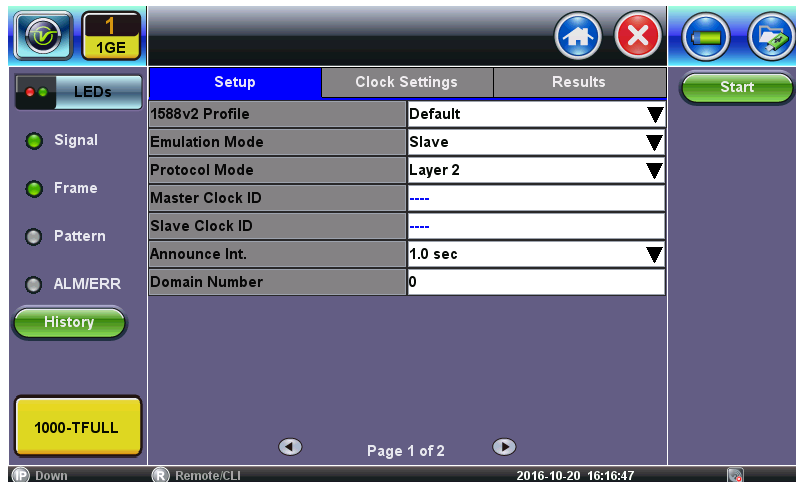 1
1GE
LEDs
Signal
Frame
Pattern
ALM/ERR
History
1000-TFULL
Setup Clock Settings Results
1588v2 Profile Default
Emulation Mode Slave
Protocol Mode Layer 2
Master Clock ID ----
Slave Clock ID ----
Announce Int. 1.0 sec
Domain Number 0
Page 1 of 2
Start
IP Down R Remote/CLI 2016-10-20 16:16:47